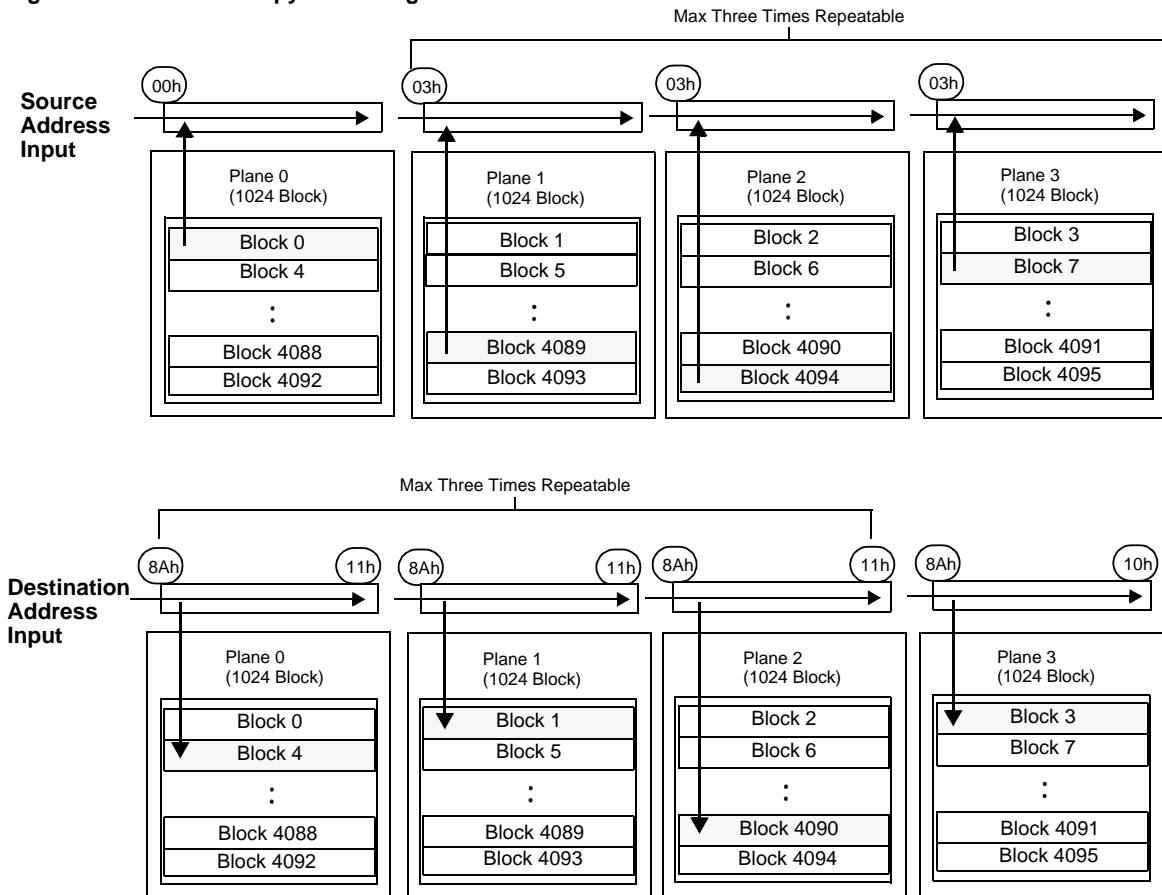 Max Three Times Repeatable
00h
03h
03h
03h
Source
Address
Input
Plane 0
(1024 Block)
Block 0
Block 4
:
Block 4088
Block 4092
Plane 1
(1024 Block)
Block 1
Block 5
:
Block 4089
Block 4093
Plane 2
(1024 Block)
Block 2
Block 6
:
Block 4090
Block 4094
Plane 3
(1024 Block)
Block 3
Block 7
:
Block 4091
Block 4095
Max Three Times Repeatable
8Ah
11h
8Ah
11h
8Ah
11h
8Ah
10h
Destination
Address
Input
Plane 0
(1024 Block)
Block 0
Block 4
:
Block 4088
Block 4092
Plane 1
(1024 Block)
Block 1
Block 5
:
Block 4089
Block 4093
Plane 2
(1024 Block)
Block 2
Block 6
:
Block 4090
Block 4094
Plane 3
(1024 Block)
Block 3
Block 7
:
Block 4091
Block 4095